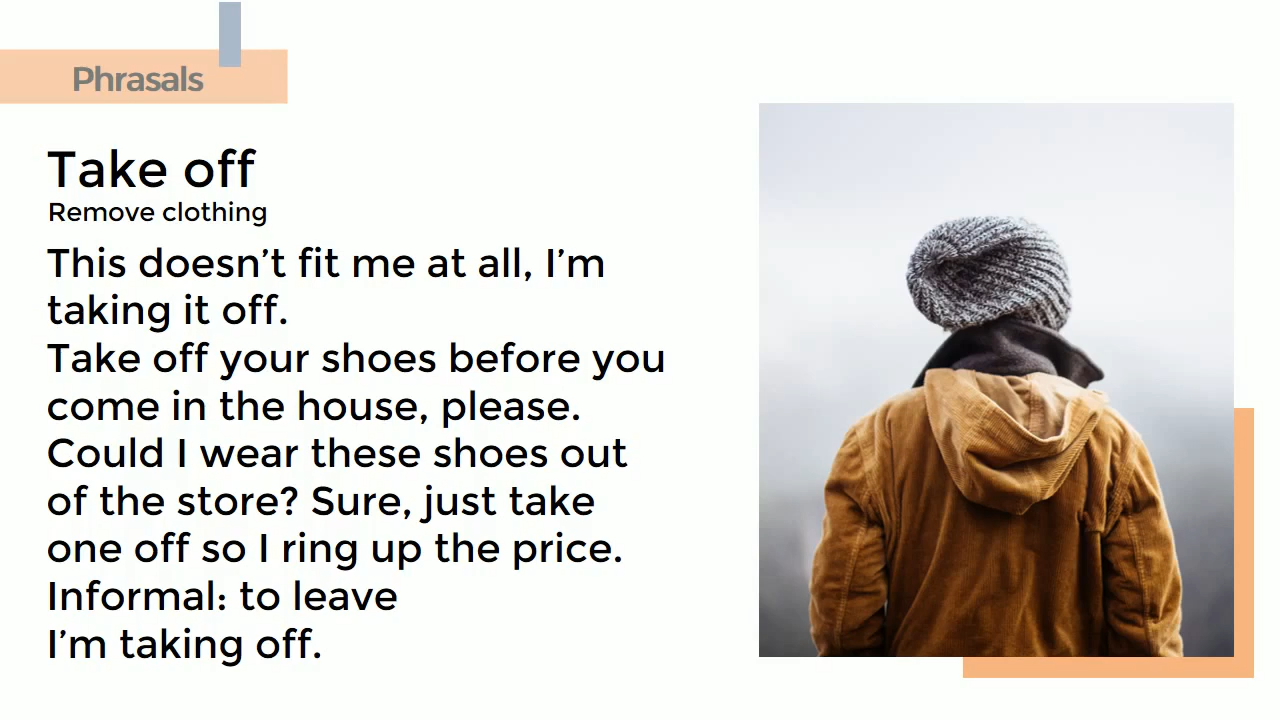 Phrasals
Take off
Remove clothing
This doesn’t fit me at all, I’m
taking it off.
Take off your shoes before you
come in the house, please.
Could I wear these shoes out
of the store? Sure, just take
one off so I ring up the price.
Informal: to leave
I’m taking off.